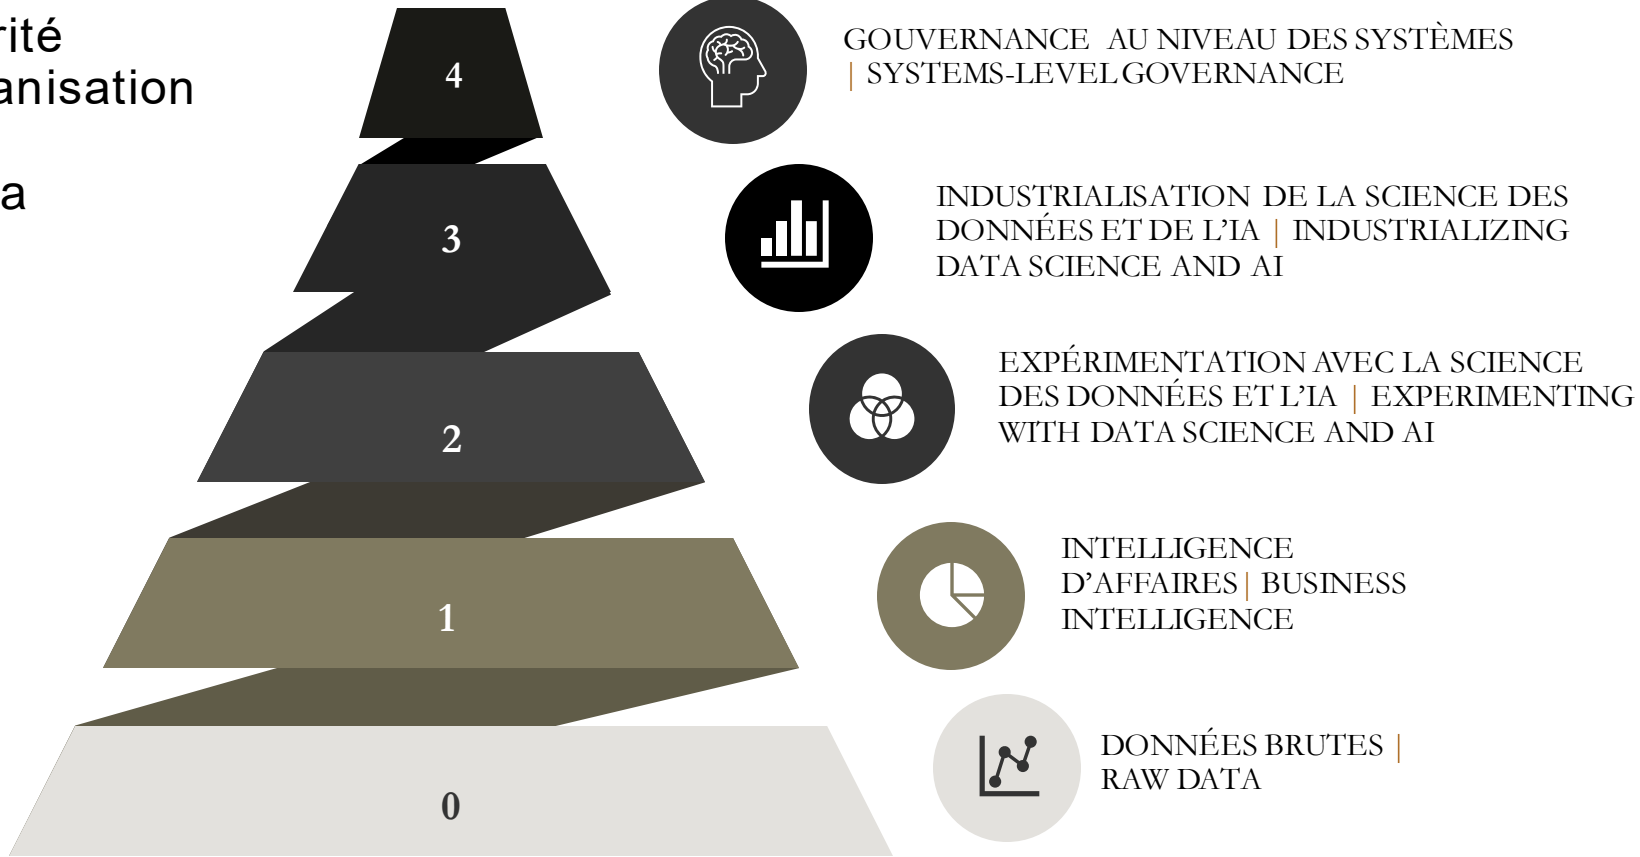 rité
anisation
a
4
GOUVERNANCE AU NIVEAU DES SYSTÈMES
| SYSTEMS-LEVEL GOVERNANCE
3
INDUSTRIALISATION DE LA SCIENCE DES
DONNÉES ET DE L’IA | INDUSTRIALIZING
DATA SCIENCE AND AI
2
EXPÉRIMENTATION AVEC LA SCIENCE
DES DONNÉES ET L’IA | EXPERIMENTING
WITH DATA SCIENCE AND AI
1
INTELLIGENCE
D’AFFAIRES | BUSINESS
INTELLIGENCE
0
DONNÉES BRUTES |
RAW DATA